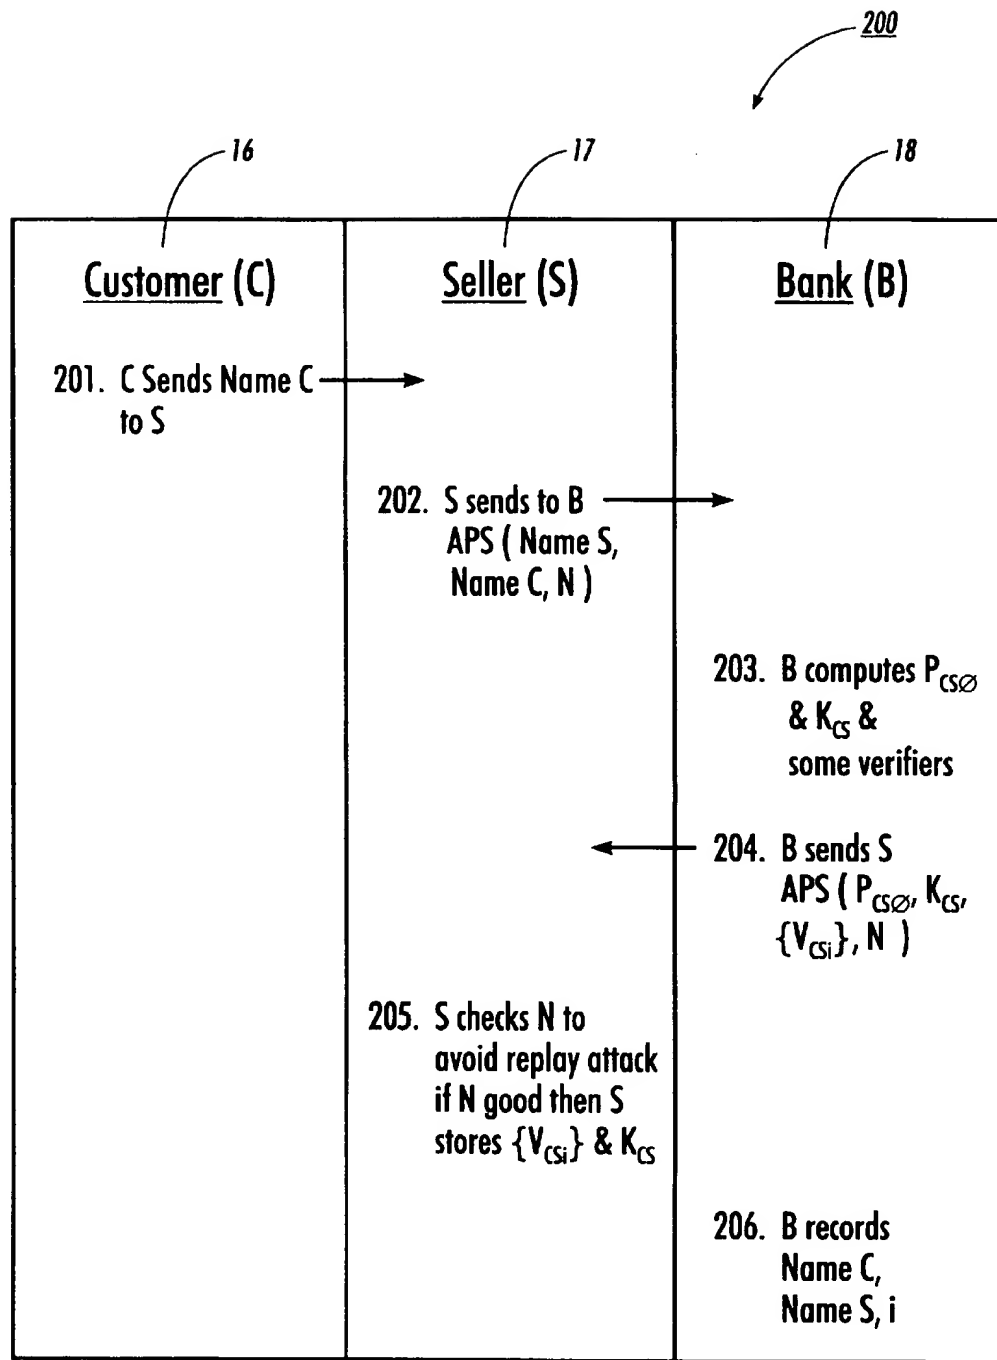 200
16
17
18
Customer (C)
Seller (S)
Bank (B)
201. C Sends Name C
to S
202. S sends to B
APS ( Name S,
Name C, N )
203. B computes P_CS∅
& K_CS &
some verifiers
204. B sends S
APS ( P_CS∅, K_CS,
{V_CSi}, N )
205. S checks N to
avoid replay attack
if N good then S
stores {V_CSi} & K_CS
206. B records
Name C,
Name S, i